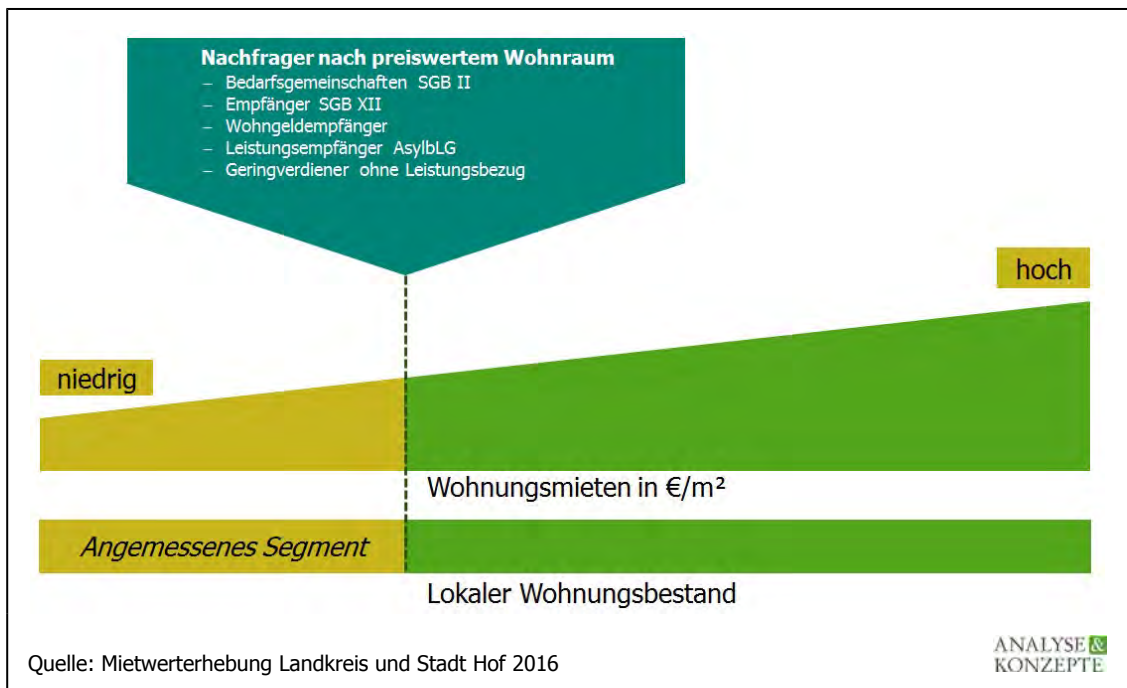 Nachfrager nach preiswertem Wohnraum
– Bedarfsgemeinschaften SGB II
– Empfänger SGB XII
– Wohngeldempfänger
– Leistungsempfänger AsylbLG
– Geringverdiener ohne Leistungsbezug
hoch
niedrig
Wohnungsmieten in €/m²
Angemessenes Segment
Lokaler Wohnungsbestand
Quelle: Mietwerterhebung Landkreis und Stadt Hof 2016
ANALYSE &
KONZEPTE